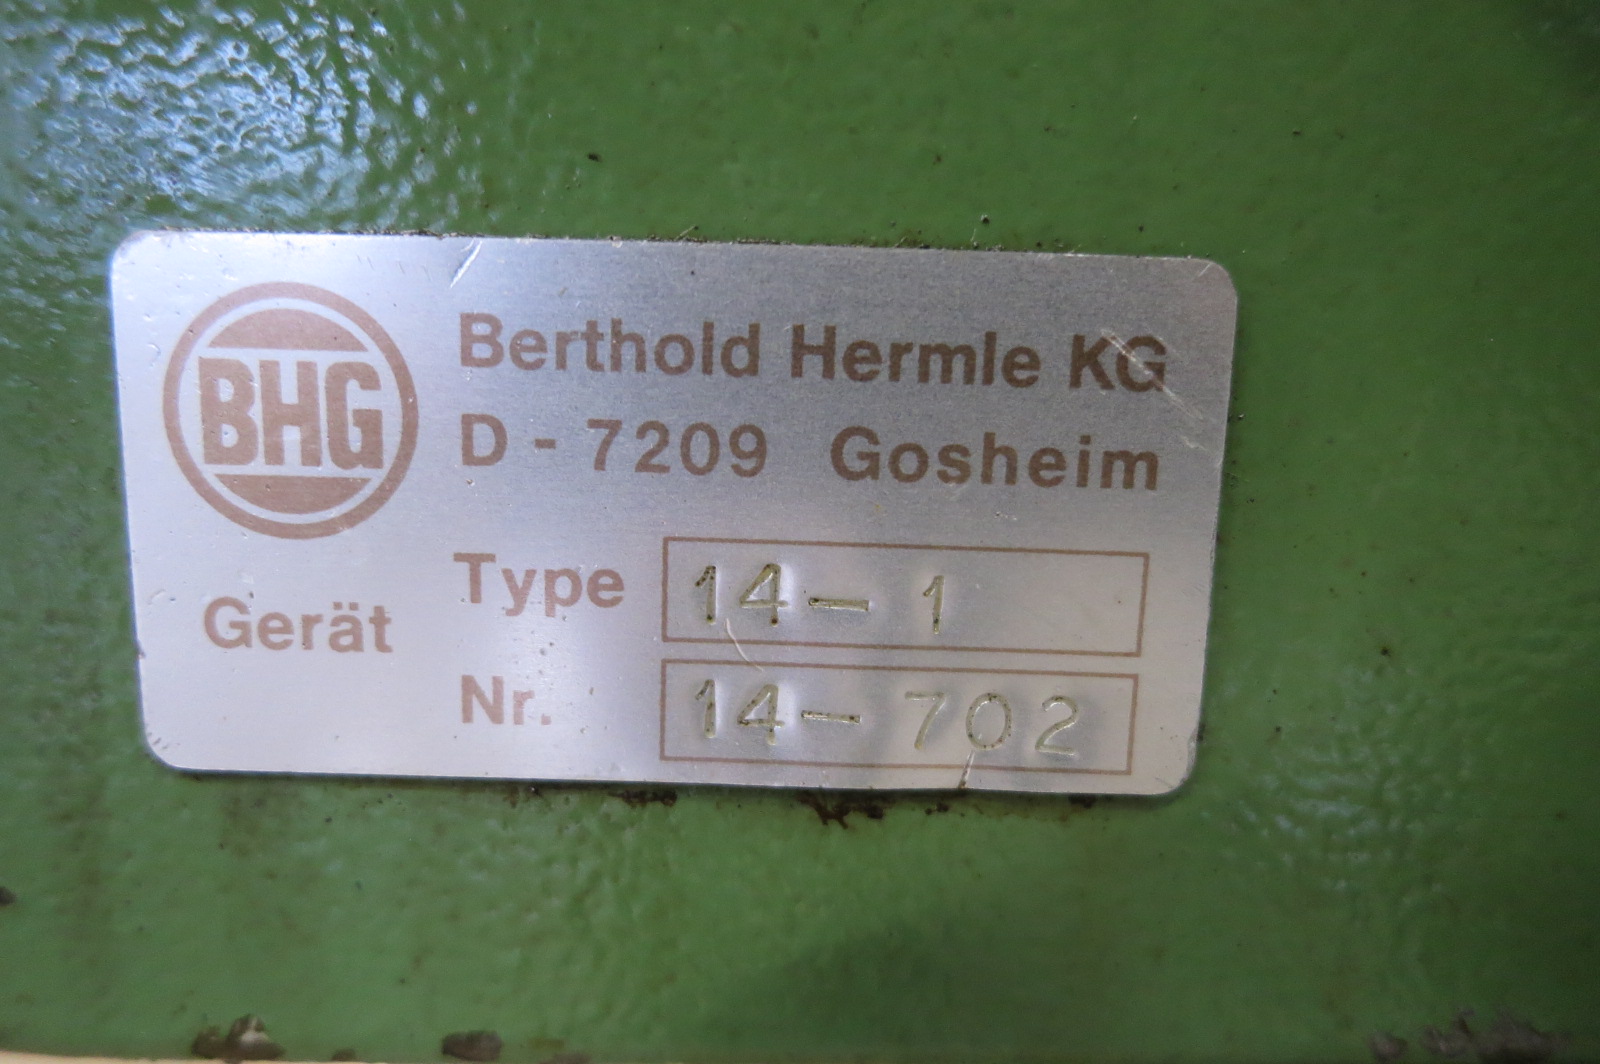 BHG
Berthold Hermle KG
D - 7209 Gosheim
Gerät
Type 14 - 1
Nr. 14 - 702